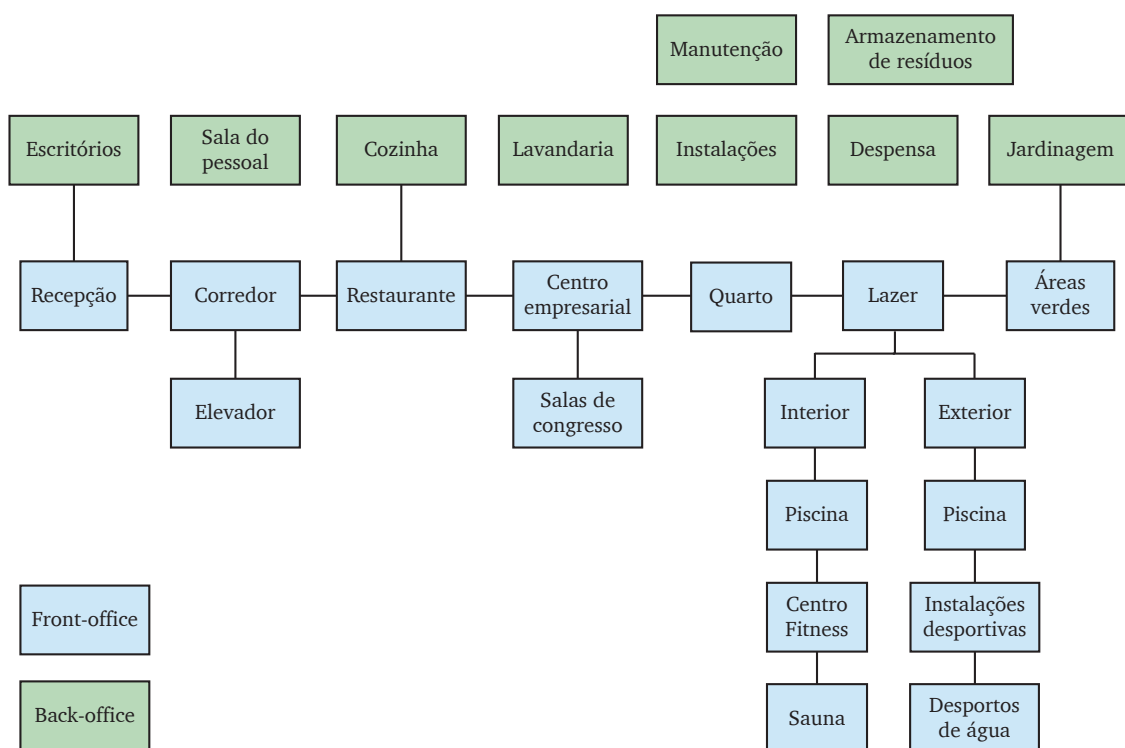 Manutenção
Armazenamento
de resíduos
Escritórios
Sala do
pessoal
Cozinha
Lavandaria
Instalações
Despensa
Jardinagem
Recepção
Corredor
Restaurante
Centro
empresarial
Quarto
Lazer
Áreas
verdes
Elevador
Salas de
congresso
Interior
Exterior
Piscina
Piscina
Front-office
Centro
Fitness
Instalações
desportivas
Back-office
Sauna
Desportos
de água